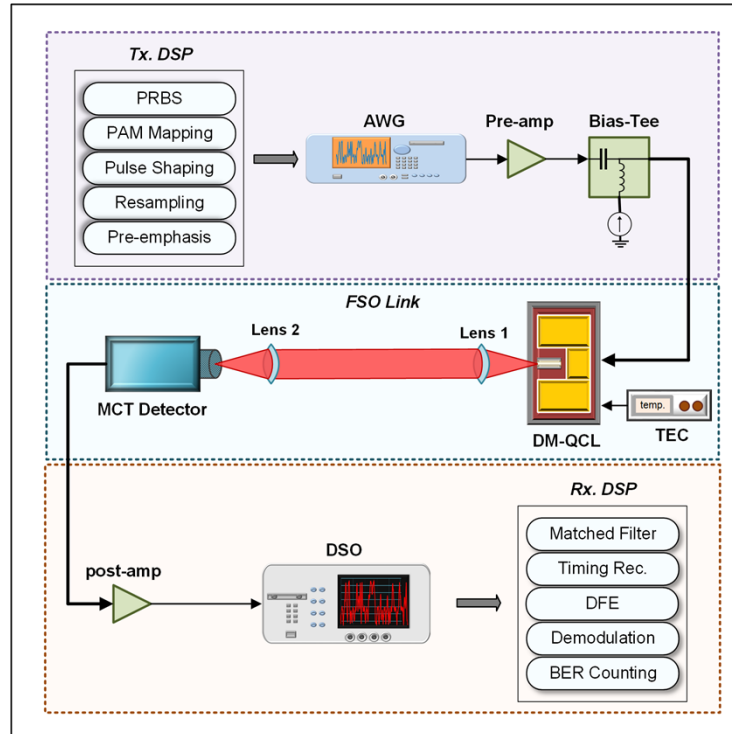 Tx. DSP
PRBS
PAM Mapping
Pulse Shaping
Resampling
Pre-emphasis
AWG
Pre-amp
Bias-Tee
FSO Link
Lens 2
Lens 1
MCT Detector
DM-QCL
temp.
TEC
Rx. DSP
post-amp
DSO
Matched Filter
Timing Rec.
DFE
Demodulation
BER Counting